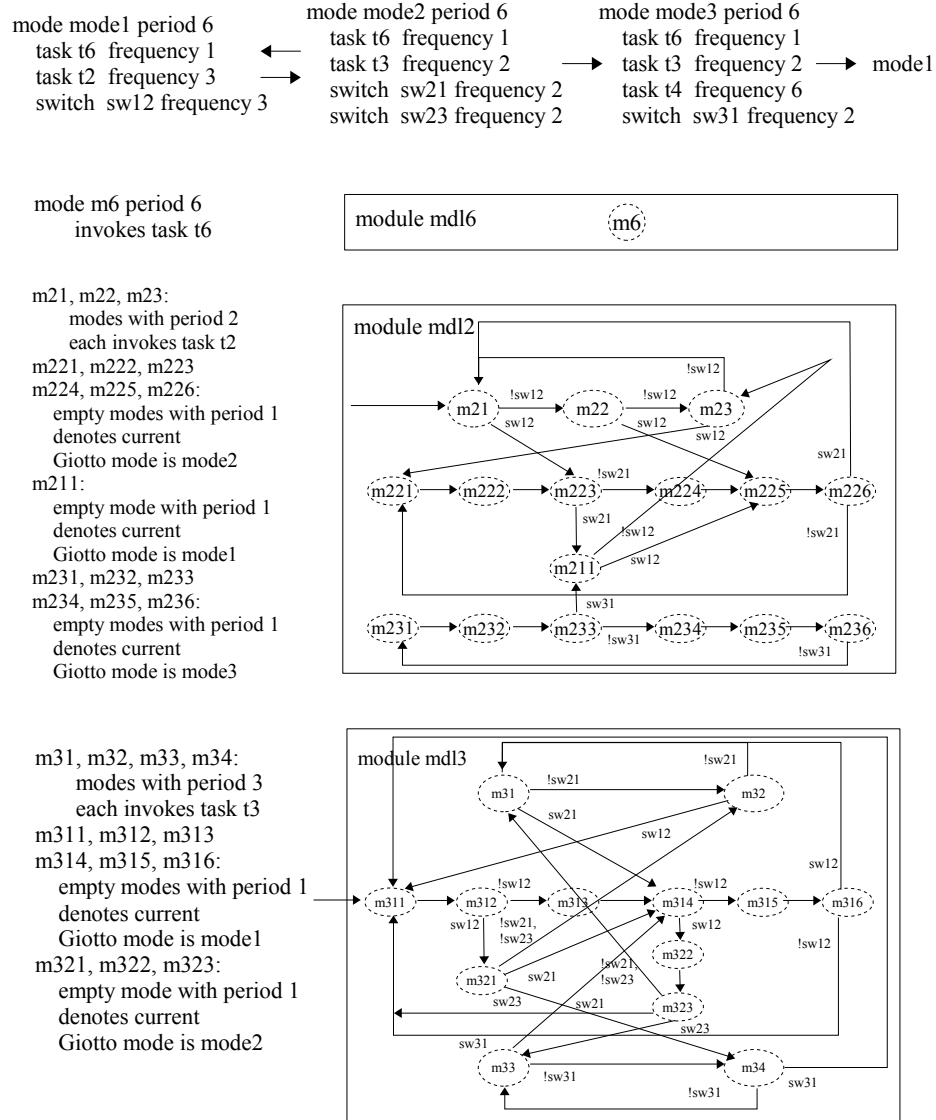 mode mode1 period 6
task t6 frequency 1
task t2 frequency 3
switch sw12 frequency 3
mode mode2 period 6
task t6 frequency 1
task t3 frequency 2
switch sw21 frequency 2
switch sw23 frequency 2
mode mode3 period 6
task t6 frequency 1
task t3 frequency 2
task t4 frequency 6
switch sw31 frequency 2
mode1
mode m6 period 6
invokes task t6
module mdl6
m6
m21, m22, m23:
modes with period 2
each invokes task t2
m221, m222, m223
m224, m225, m226:
empty modes with period 1
denotes current
Giotto mode is mode2
m211:
empty mode with period 1
denotes current
Giotto mode is mode1
m231, m232, m233
m234, m235, m236:
empty modes with period 1
denotes current
Giotto mode is mode3
module mdl2
!sw12
!sw12
!sw12
m21
m22
m23
sw12
sw12
sw12
sw21
!sw21
m221
m222
m223
m224
m225
m226
sw21
!sw12
!sw21
m211
sw12
sw31
m231
m232
m233
m234
m235
m236
!sw31
!sw31
m31, m32, m33, m34:
modes with period 3
each invokes task t3
m311, m312, m313
m314, m315, m316:
empty modes with period 1
denotes current
Giotto mode is mode1
m321, m322, m323:
empty mode with period 1
denotes current
Giotto mode is mode2
module mdl3
!sw21
!sw21
m31
m32
sw21
sw12
sw12
!sw12
!sw12
m311
m312
m313
m314
m315
m316
sw12
!sw21,
!sw23
sw12
!sw12
m322
m321
sw21
!sw21,
!sw23
sw23
sw21
m323
sw23
sw31
m33
m34
!sw31
sw31
!sw31